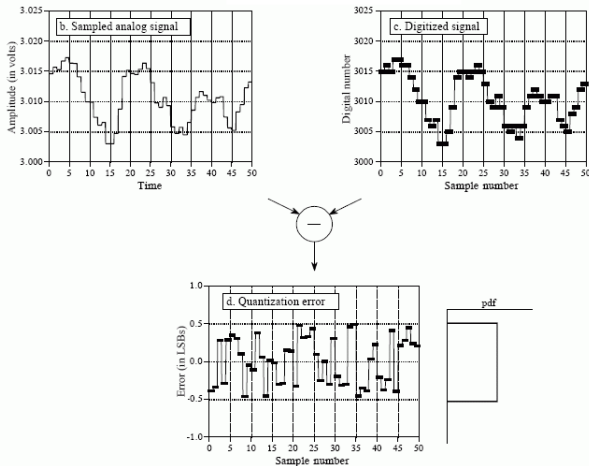 b. Sampled analog signal
Amplitude (in volts)
3.025
3.020
3.015
3.010
3.005
3.000
0 5 10 15 20 25 30 35 40 45 50
Time
c. Digitized signal
Digital number
3025
3020
3015
3010
3005
3000
0 5 10 15 20 25 30 35 40 45 50
Sample number
d. Quantization error
Error (in LSBs)
1.0
0.5
0.0
-0.5
-1.0
0 5 10 15 20 25 30 35 40 45 50
Sample number
pdf